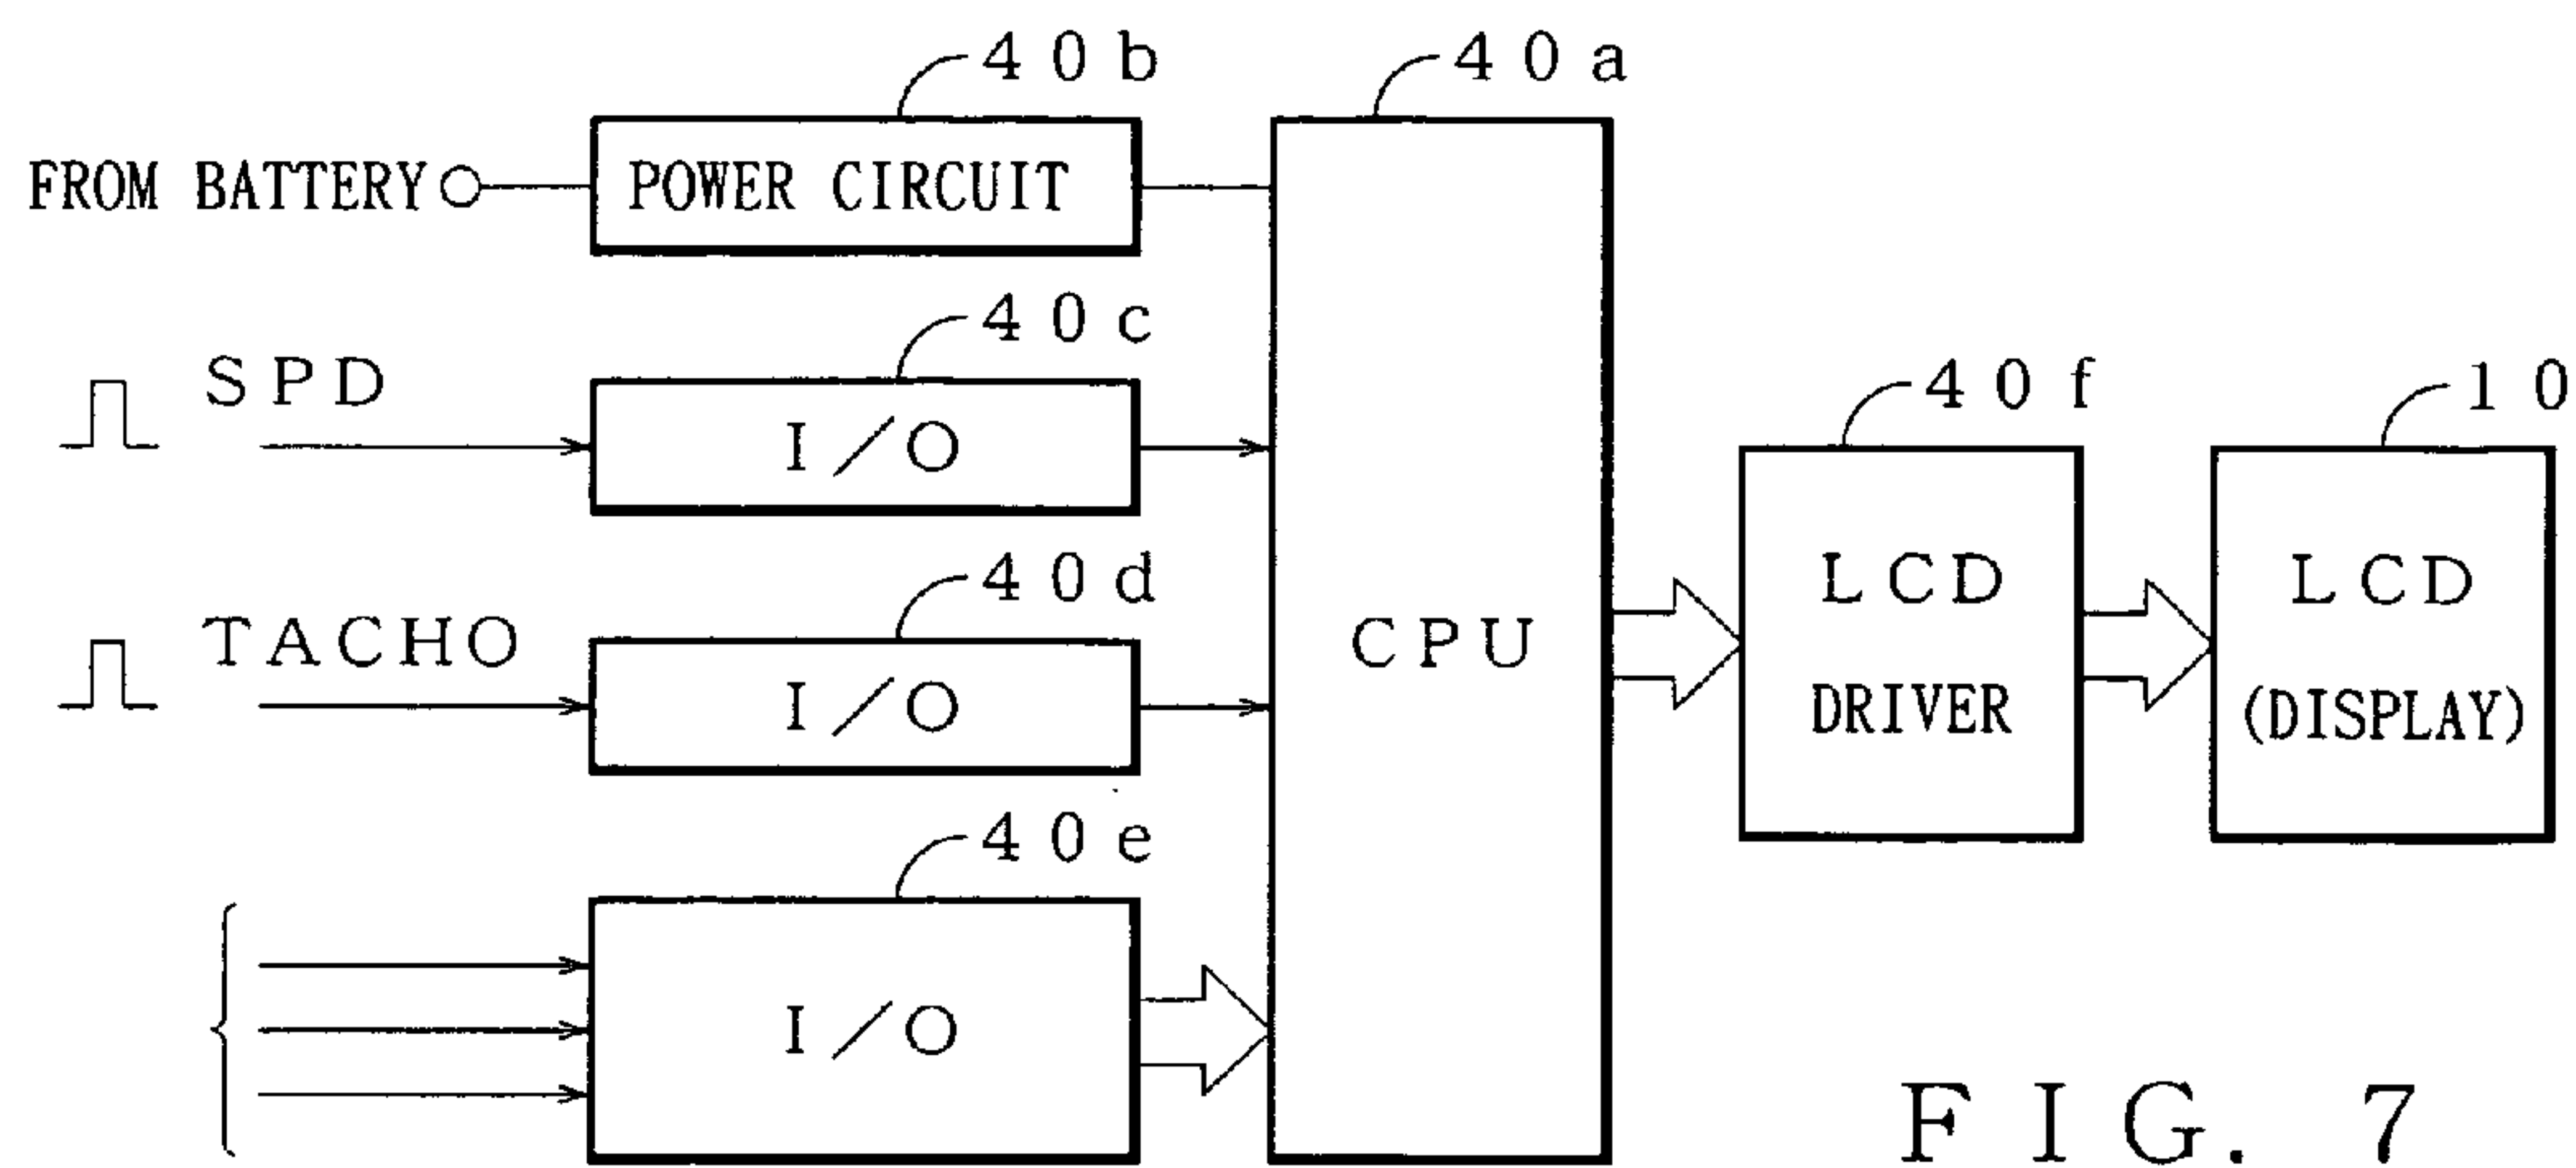 40b
40a
FROM BATTERY
POWER CIRCUIT
40c
SPD
I/O
40f
10
40d
TACHO
I/O
CPU
LCD
DRIVER
LCD
(DISPLAY)
40e
I/O
FIG. 7